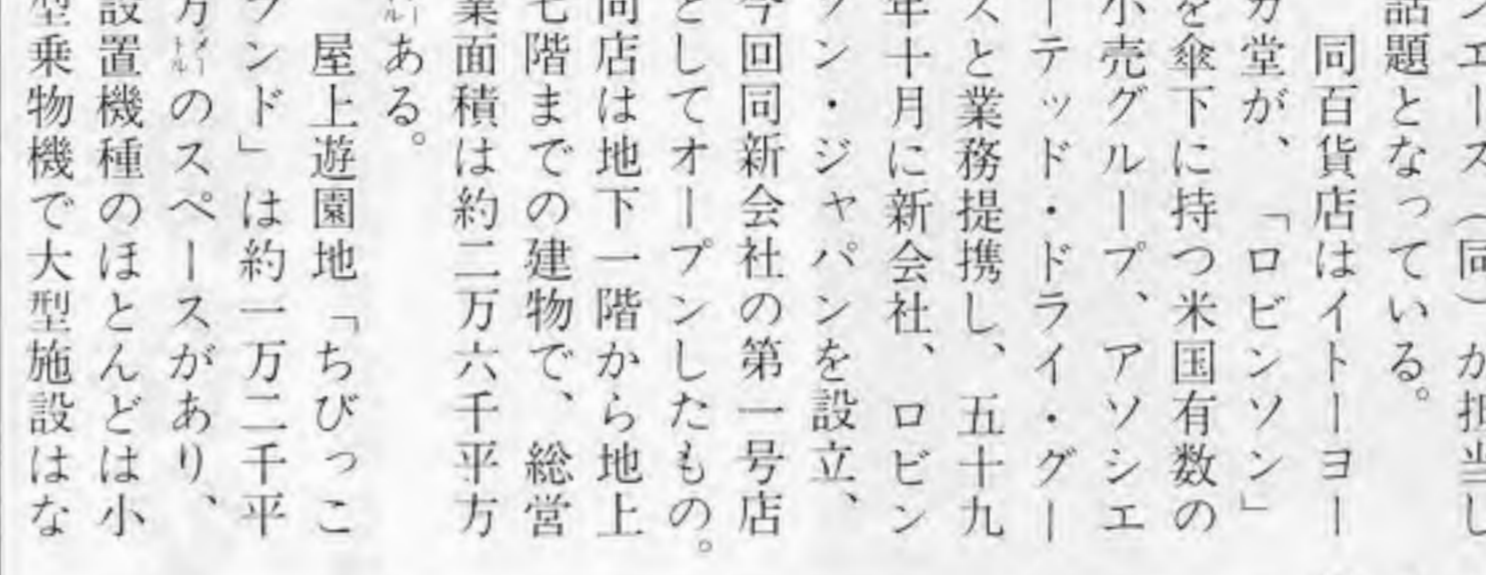 ンエース（同）が担当し
話題となっている。
同百貨店はイトーヨー
カ堂が、「ロビンソン」
を傘下に持つ米国有数の
小売グループ、アソシエ
ーテッド・ドライ・グー
スと業務提携し、五十九
年十月に新会社、ロビン
ソン・ジャパンを設立、
今回同新会社の第一号店
としてオープンしたもの。
同店は地下一階から地上
七階までの建物で、総営
業面積は約二万六千平方
メートルある。
屋上遊園地「ちびっこ
ランド」は約一万二千平
方メートルのスペースがあり、
設置機種のほとんどは小
型乗物機で大型施設はな